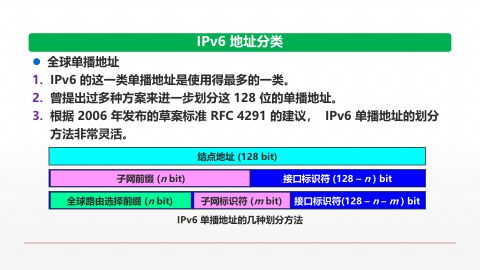 IPv6 地址分类
● 全球单播地址
1. IPv6 的这一类单播地址是使用得最多的一类。
2. 曾提出过多种方案来进一步划分这 128 位的单播地址。
3. 根据 2006 年发布的草案标准 RFC 4291 的建议， IPv6 单播地址的划分
方法非常灵活。
结点地址 (128 bit)
子网前缀 (n bit) 接口标识符 (128 – n ) bit
全球路由选择前缀 (n bit) 子网标识符 (m bit) 接口标识符(128 – n – m ) bit
IPv6 单播地址的几种划分方法